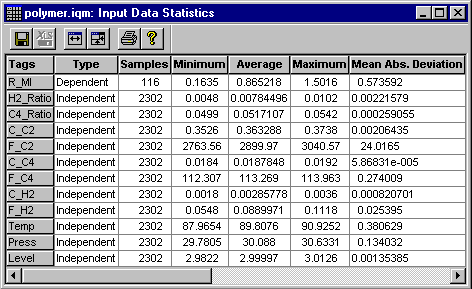 polymer.iqm: Input Data Statistics
XLS
?
Tags Type Samples Minimum Average Maximum Mean Abs. Deviation
R_MI Dependent 116 0.1635 0.865218 1.5016 0.573592
H2_Ratio Independent 2302 0.0048 0.00784496 0.0102 0.00221579
C4_Ratio Independent 2302 0.0499 0.0517107 0.0542 0.000259055
C_C2 Independent 2302 0.3526 0.363288 0.3738 0.00206435
F_C2 Independent 2302 2763.56 2899.97 3040.57 24.0165
C_C4 Independent 2302 0.0184 0.0187848 0.0192 5.86831e-005
F_C4 Independent 2302 112.307 113.269 113.963 0.274009
C_H2 Independent 2302 0.0018 0.00285778 0.0036 0.000820701
F_H2 Independent 2302 0.0548 0.0889971 0.1118 0.025395
Temp Independent 2302 87.9654 89.8076 90.9252 0.380629
Press Independent 2302 29.7805 30.088 30.6331 0.134032
Level Independent 2302 2.9822 2.99997 3.0126 0.00135385